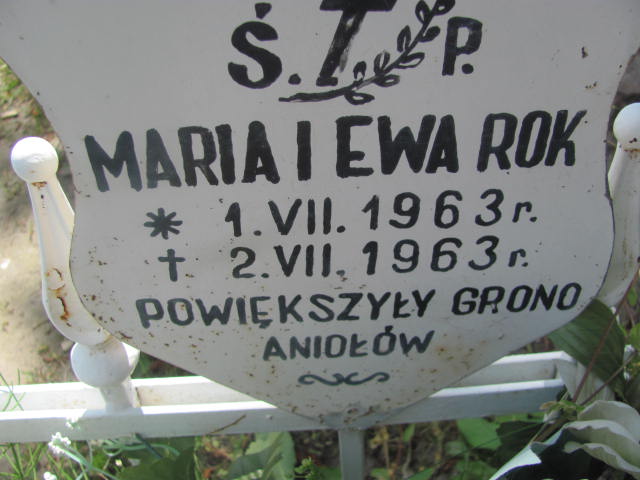 Ś. P.
MARIA I EWA ROK
* 1. VII. 1963 r.
† 2. VII. 1963 r.
POWIĘKSZYŁY GRONO
ANIOŁÓW